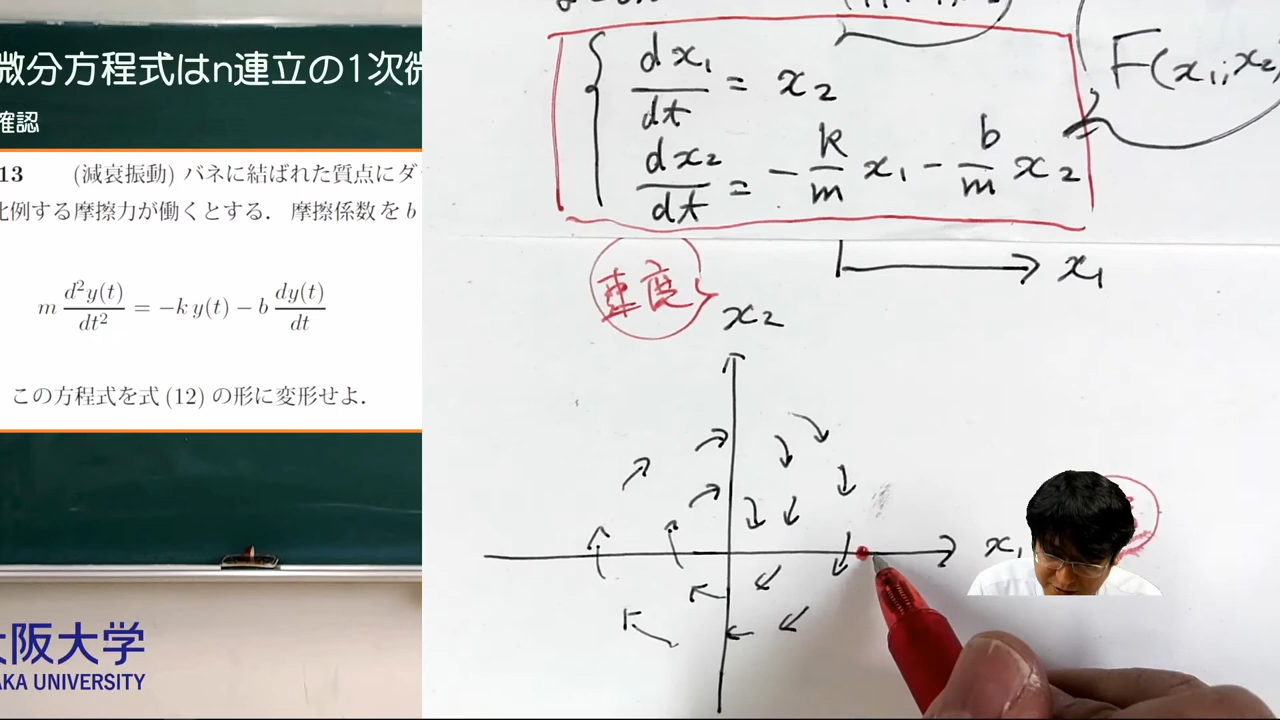 微分方程式はn連立の1次微
確認
13 (減衰振動) バネに結ばれた質点にダ
比例する摩擦力が働くとする. 摩擦係数を b
m d²y(t)/dt² = −k y(t) − b dy(t)/dt
この方程式を式 (12) の形に変形せよ.
大阪大学
AKA UNIVERSITY
dx₁/dt = x₂
dx₂/dt = −k/m x₁ − b/m x₂
F(x₁, x₂)
x₁
速度
x₂
x₁